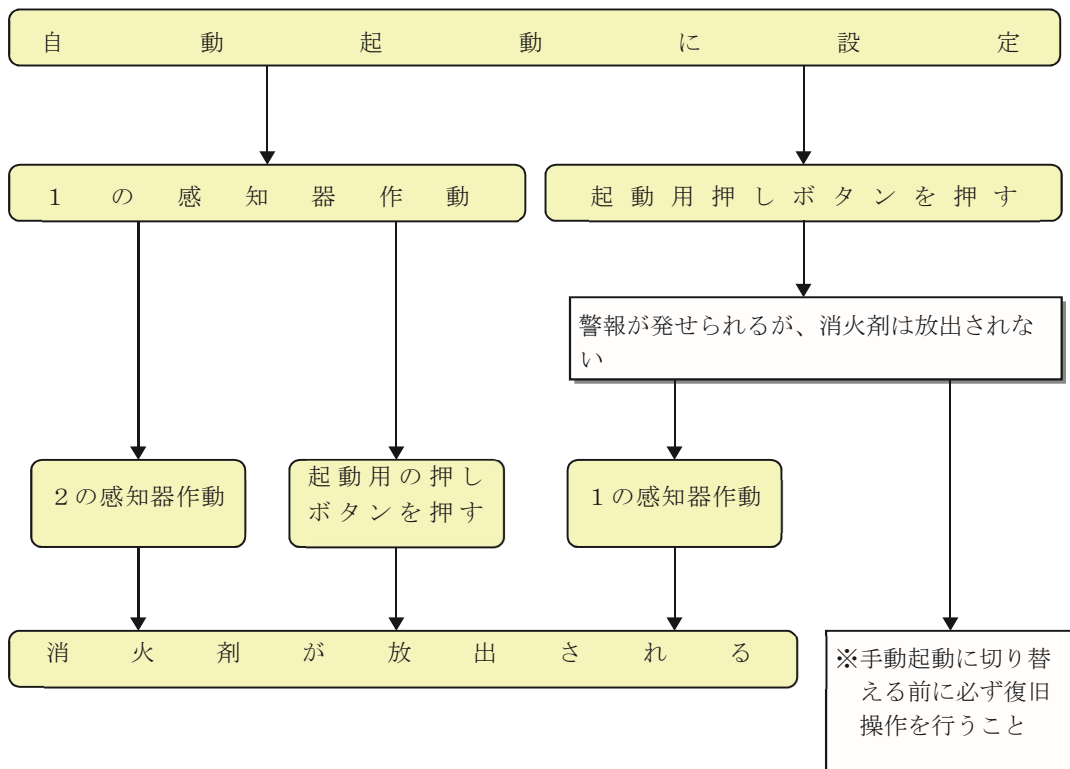 自動起動に設定
1の感知器作動
起動用押しボタンを押す
警報が発せられるが、消火剤は放出されな
い
2の感知器作動
起動用の押し
ボタンを押す
1の感知器作動
消火剤が放出される
※手動起動に切り替
える前に必ず復旧
操作を行うこと